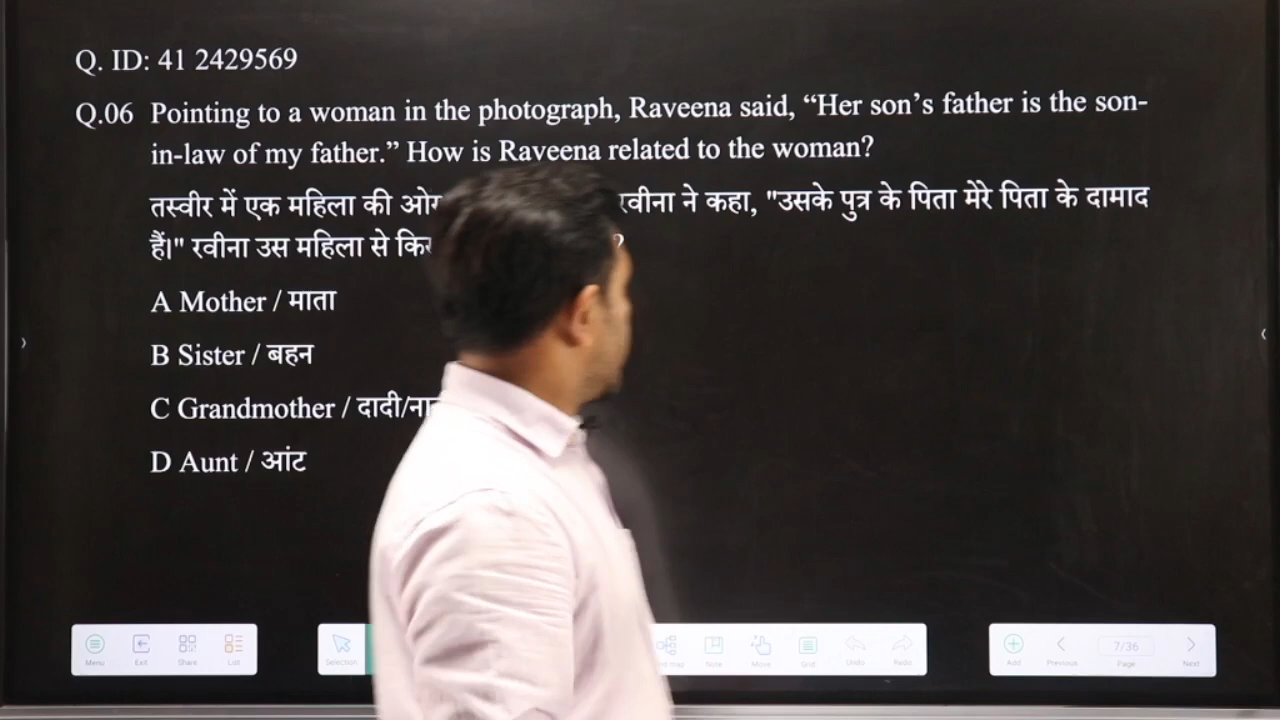 Q. ID: 41 2429569
Q.06 Pointing to a woman in the photograph, Raveena said, “Her son’s father is the son-
in-law of my father.” How is Raveena related to the woman?
तस्वीर में एक महिला की रवीना ने कहा, "उसके पुत्र के पिता मेरे पिता के दामाद
हैं।" रवीना उस महिला से ?
A Mother / माता
B Sister / बहन
C Grandmother / दादी/
D Aunt / आंट
Menu Exit Share List Selection Note Move Grid Undo Redo Add Previous 7/36 Page Next